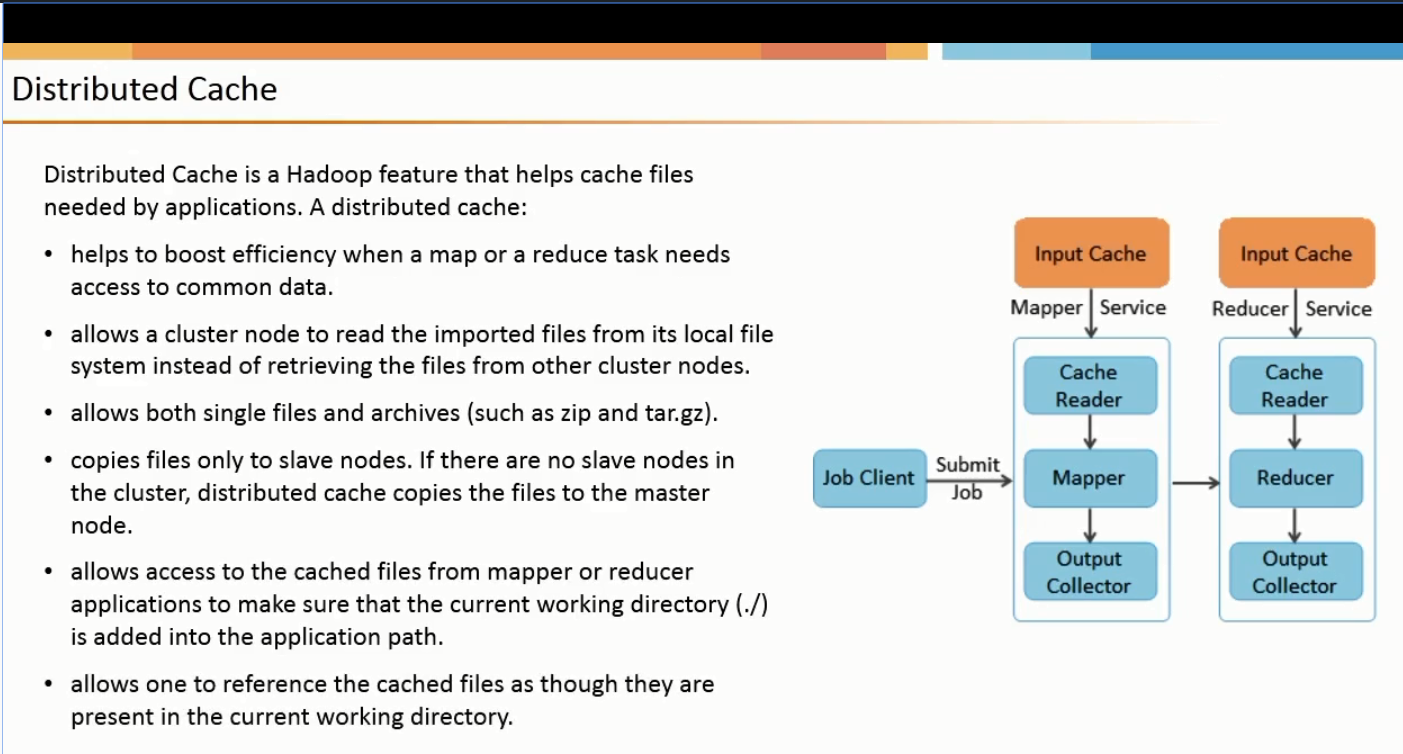 Distributed Cache
Distributed Cache is a Hadoop feature that helps cache files
needed by applications. A distributed cache:
• helps to boost efficiency when a map or a reduce task needs
access to common data.
• allows a cluster node to read the imported files from its local file
system instead of retrieving the files from other cluster nodes.
• allows both single files and archives (such as zip and tar.gz).
• copies files only to slave nodes. If there are no slave nodes in
the cluster, distributed cache copies the files to the master
node.
• allows access to the cached files from mapper or reducer
applications to make sure that the current working directory (./)
is added into the application path.
• allows one to reference the cached files as though they are
present in the current working directory.
Job Client
Submit
Job
Input Cache
Mapper Service
Cache
Reader
Mapper
Output
Collector
Input Cache
Reducer Service
Cache
Reader
Reducer
Output
Collector